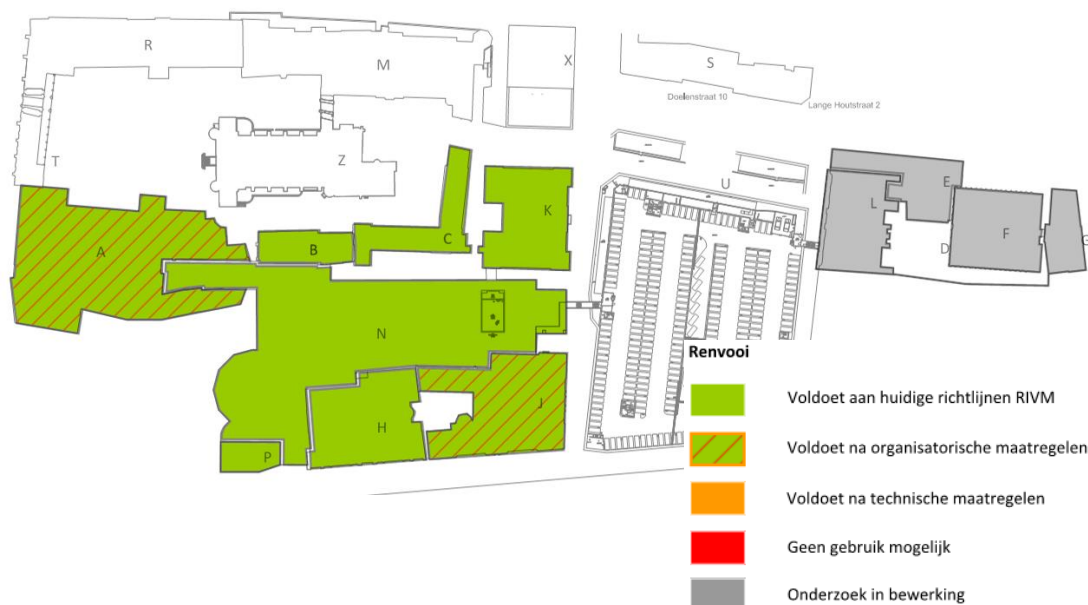 R
M
X
S
Doelenstraat 10
Lange Houtstraat 2
T
Z
U
E
K
L
A
B
C
D
F
G
N
J
H
P
Renvooi
Voldoet aan huidige richtlijnen RIVM
Voldoet na organisatorische maatregelen
Voldoet na technische maatregelen
Geen gebruik mogelijk
Onderzoek in bewerking